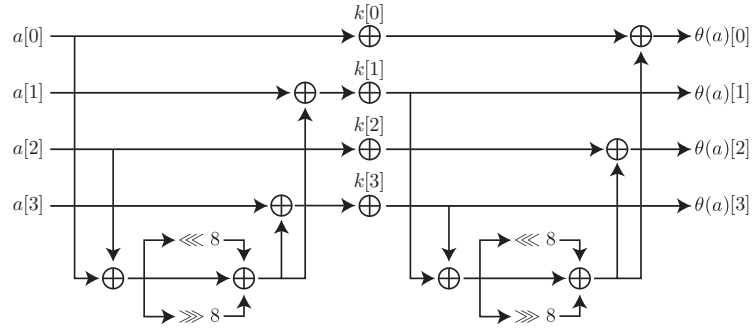 k[0]
a[0] θ(a)[0]
k[1]
a[1] θ(a)[1]
k[2]
a[2] θ(a)[2]
k[3]
a[3] θ(a)[3]
⋘ 8 ⋘ 8
⋙ 8 ⋙ 8